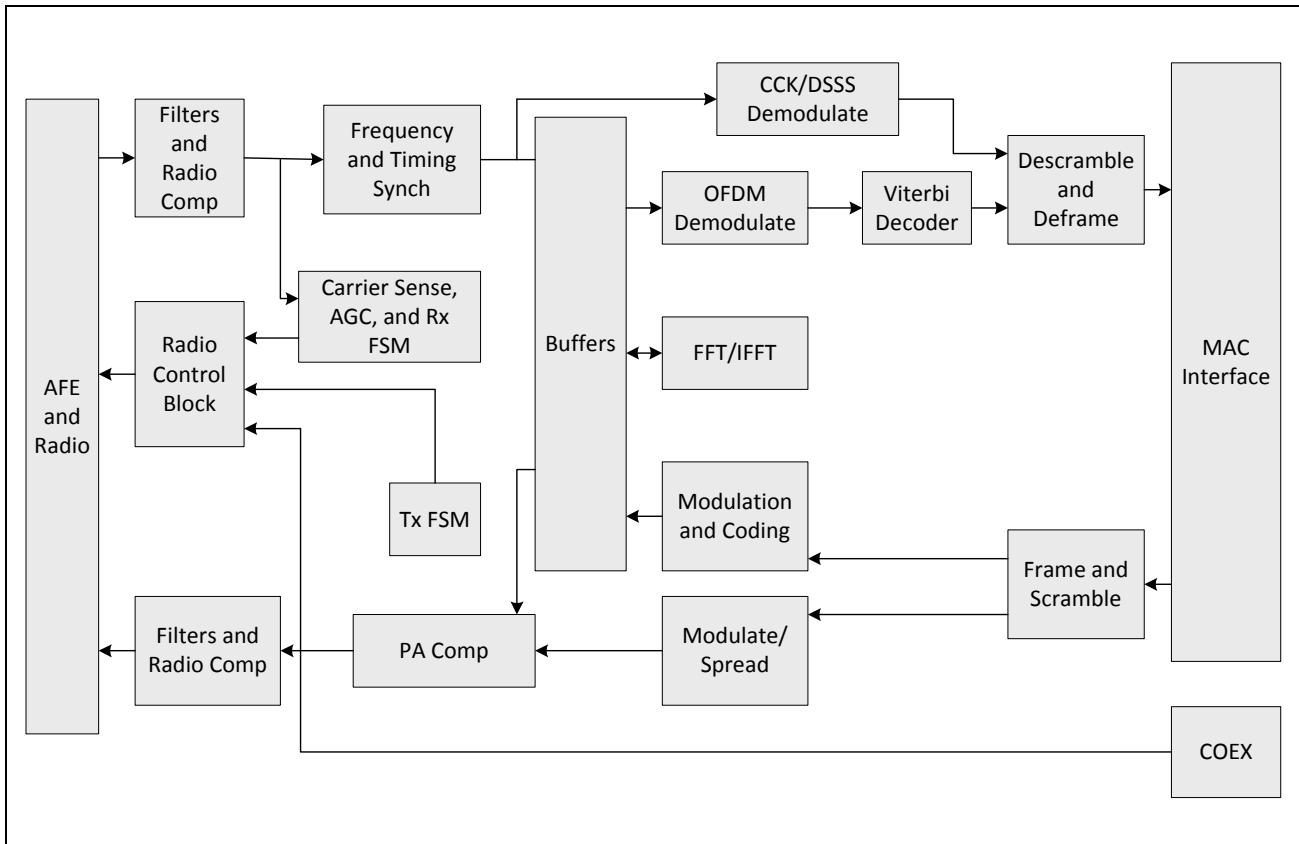 CCK/DSSS
Demodulate
Filters
and
Radio
Comp
Frequency
and Timing
Synch
Descramble
and
Deframe
OFDM
Demodulate
Viterbi
Decoder
Carrier Sense,
AGC, and Rx
FSM
Radio
Control
Block
Buffers
FFT/IFFT
MAC
Interface
AFE
and
Radio
Tx FSM
Modulation
and Coding
Frame and
Scramble
Filters and
Radio Comp
PA Comp
Modulate/
Spread
COEX